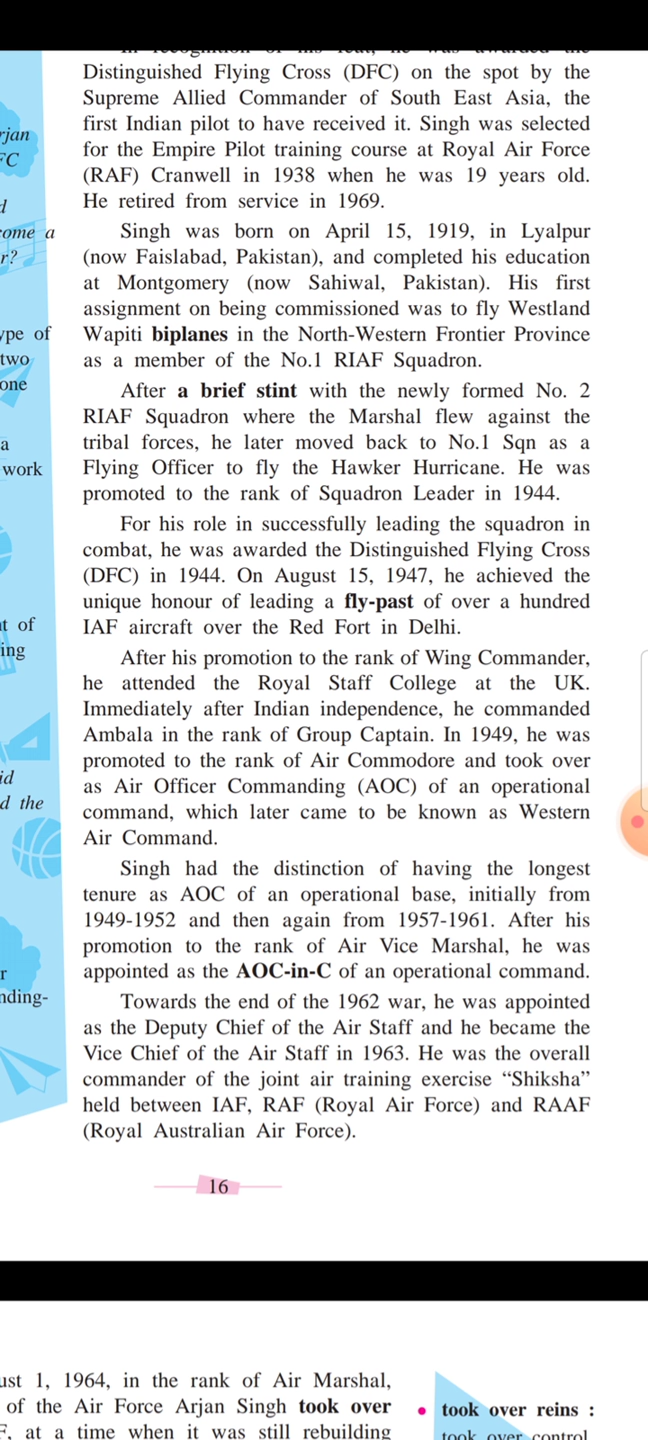 In recognition of his feat, he was awarded the
Distinguished Flying Cross (DFC) on the spot by the
Supreme Allied Commander of South East Asia, the
first Indian pilot to have received it. Singh was selected
for the Empire Pilot training course at Royal Air Force
(RAF) Cranwell in 1938 when he was 19 years old.
He retired from service in 1969.
Singh was born on April 15, 1919, in Lyalpur
(now Faislabad, Pakistan), and completed his education
at Montgomery (now Sahiwal, Pakistan). His first
assignment on being commissioned was to fly Westland
Wapiti biplanes in the North-Western Frontier Province
as a member of the No.1 RIAF Squadron.
After a brief stint with the newly formed No. 2
RIAF Squadron where the Marshal flew against the
tribal forces, he later moved back to No.1 Sqn as a
Flying Officer to fly the Hawker Hurricane. He was
promoted to the rank of Squadron Leader in 1944.
For his role in successfully leading the squadron in
combat, he was awarded the Distinguished Flying Cross
(DFC) in 1944. On August 15, 1947, he achieved the
unique honour of leading a fly-past of over a hundred
IAF aircraft over the Red Fort in Delhi.
After his promotion to the rank of Wing Commander,
he attended the Royal Staff College at the UK.
Immediately after Indian independence, he commanded
Ambala in the rank of Group Captain. In 1949, he was
promoted to the rank of Air Commodore and took over
as Air Officer Commanding (AOC) of an operational
command, which later came to be known as Western
Air Command.
Singh had the distinction of having the longest
tenure as AOC of an operational base, initially from
1949-1952 and then again from 1957-1961. After his
promotion to the rank of Air Vice Marshal, he was
appointed as the AOC-in-C of an operational command.
Towards the end of the 1962 war, he was appointed
as the Deputy Chief of the Air Staff and he became the
Vice Chief of the Air Staff in 1963. He was the overall
commander of the joint air training exercise “Shiksha”
held between IAF, RAF (Royal Air Force) and RAAF
(Royal Australian Air Force).
rjan
FC
d
come a
r?
ype of
two
one
a
work
t of
ing
id
d the
r
nding-
16
ust 1, 1964, in the rank of Air Marshal,
of the Air Force Arjan Singh took over
F, at a time when it was still rebuilding
• took over reins :
took over control